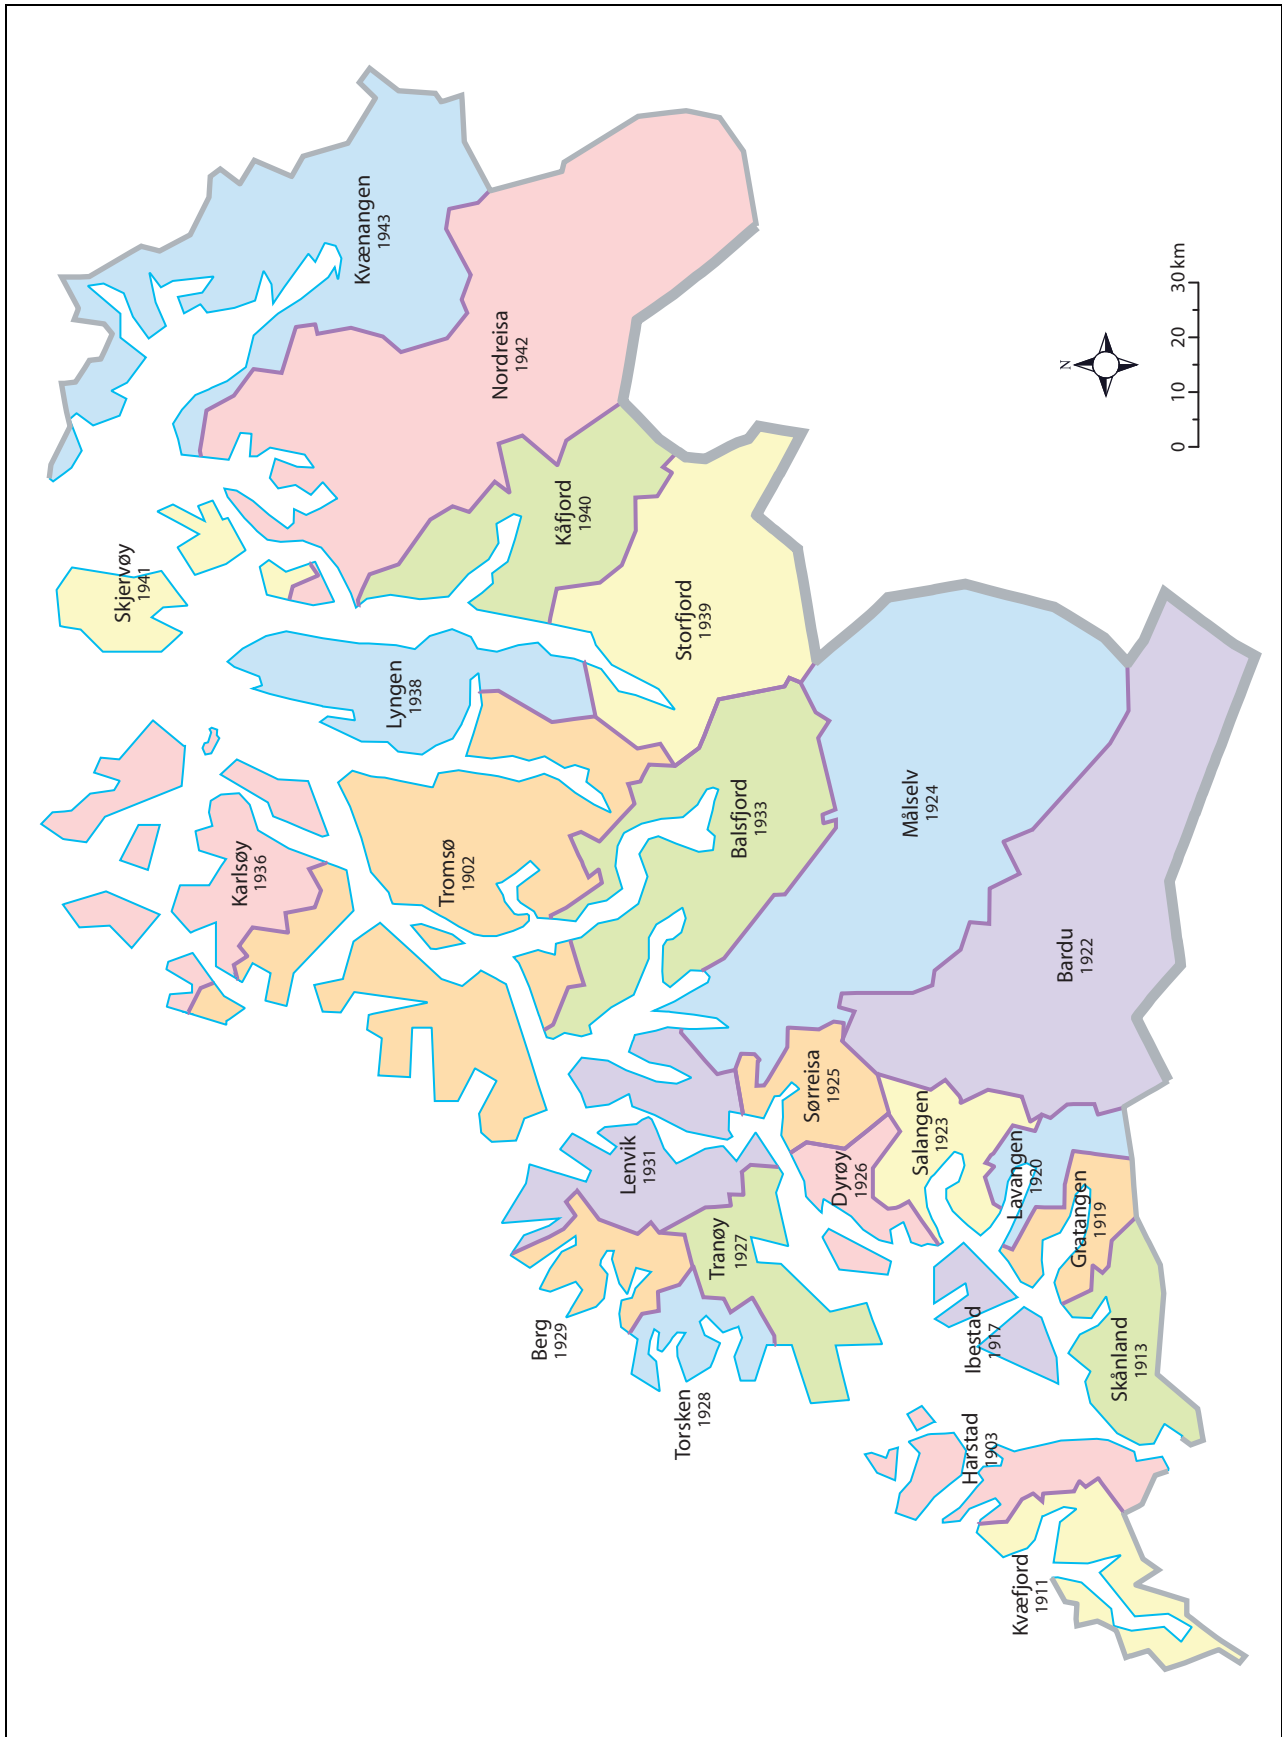 Kvænangen
1943
Nordreisa
1942
Skjervøy
1941
Kåfjord
1940
Storfjord
1939
Lyngen
1938
Karlsøy
1936
Tromsø
1902
Balsfjord
1933
Målselv
1924
Bardu
1922
Sørreisa
1925
Salangen
1923
Lenvik
1931
Dyrøy
1926
Lavangen
1920
Gratangen
1919
Tranøy
1927
Berg
1929
Torsken
1928
Ibestad
1917
Skånland
1913
Harstad
1903
Kvæfjord
1911
N
0 10 20 30 km